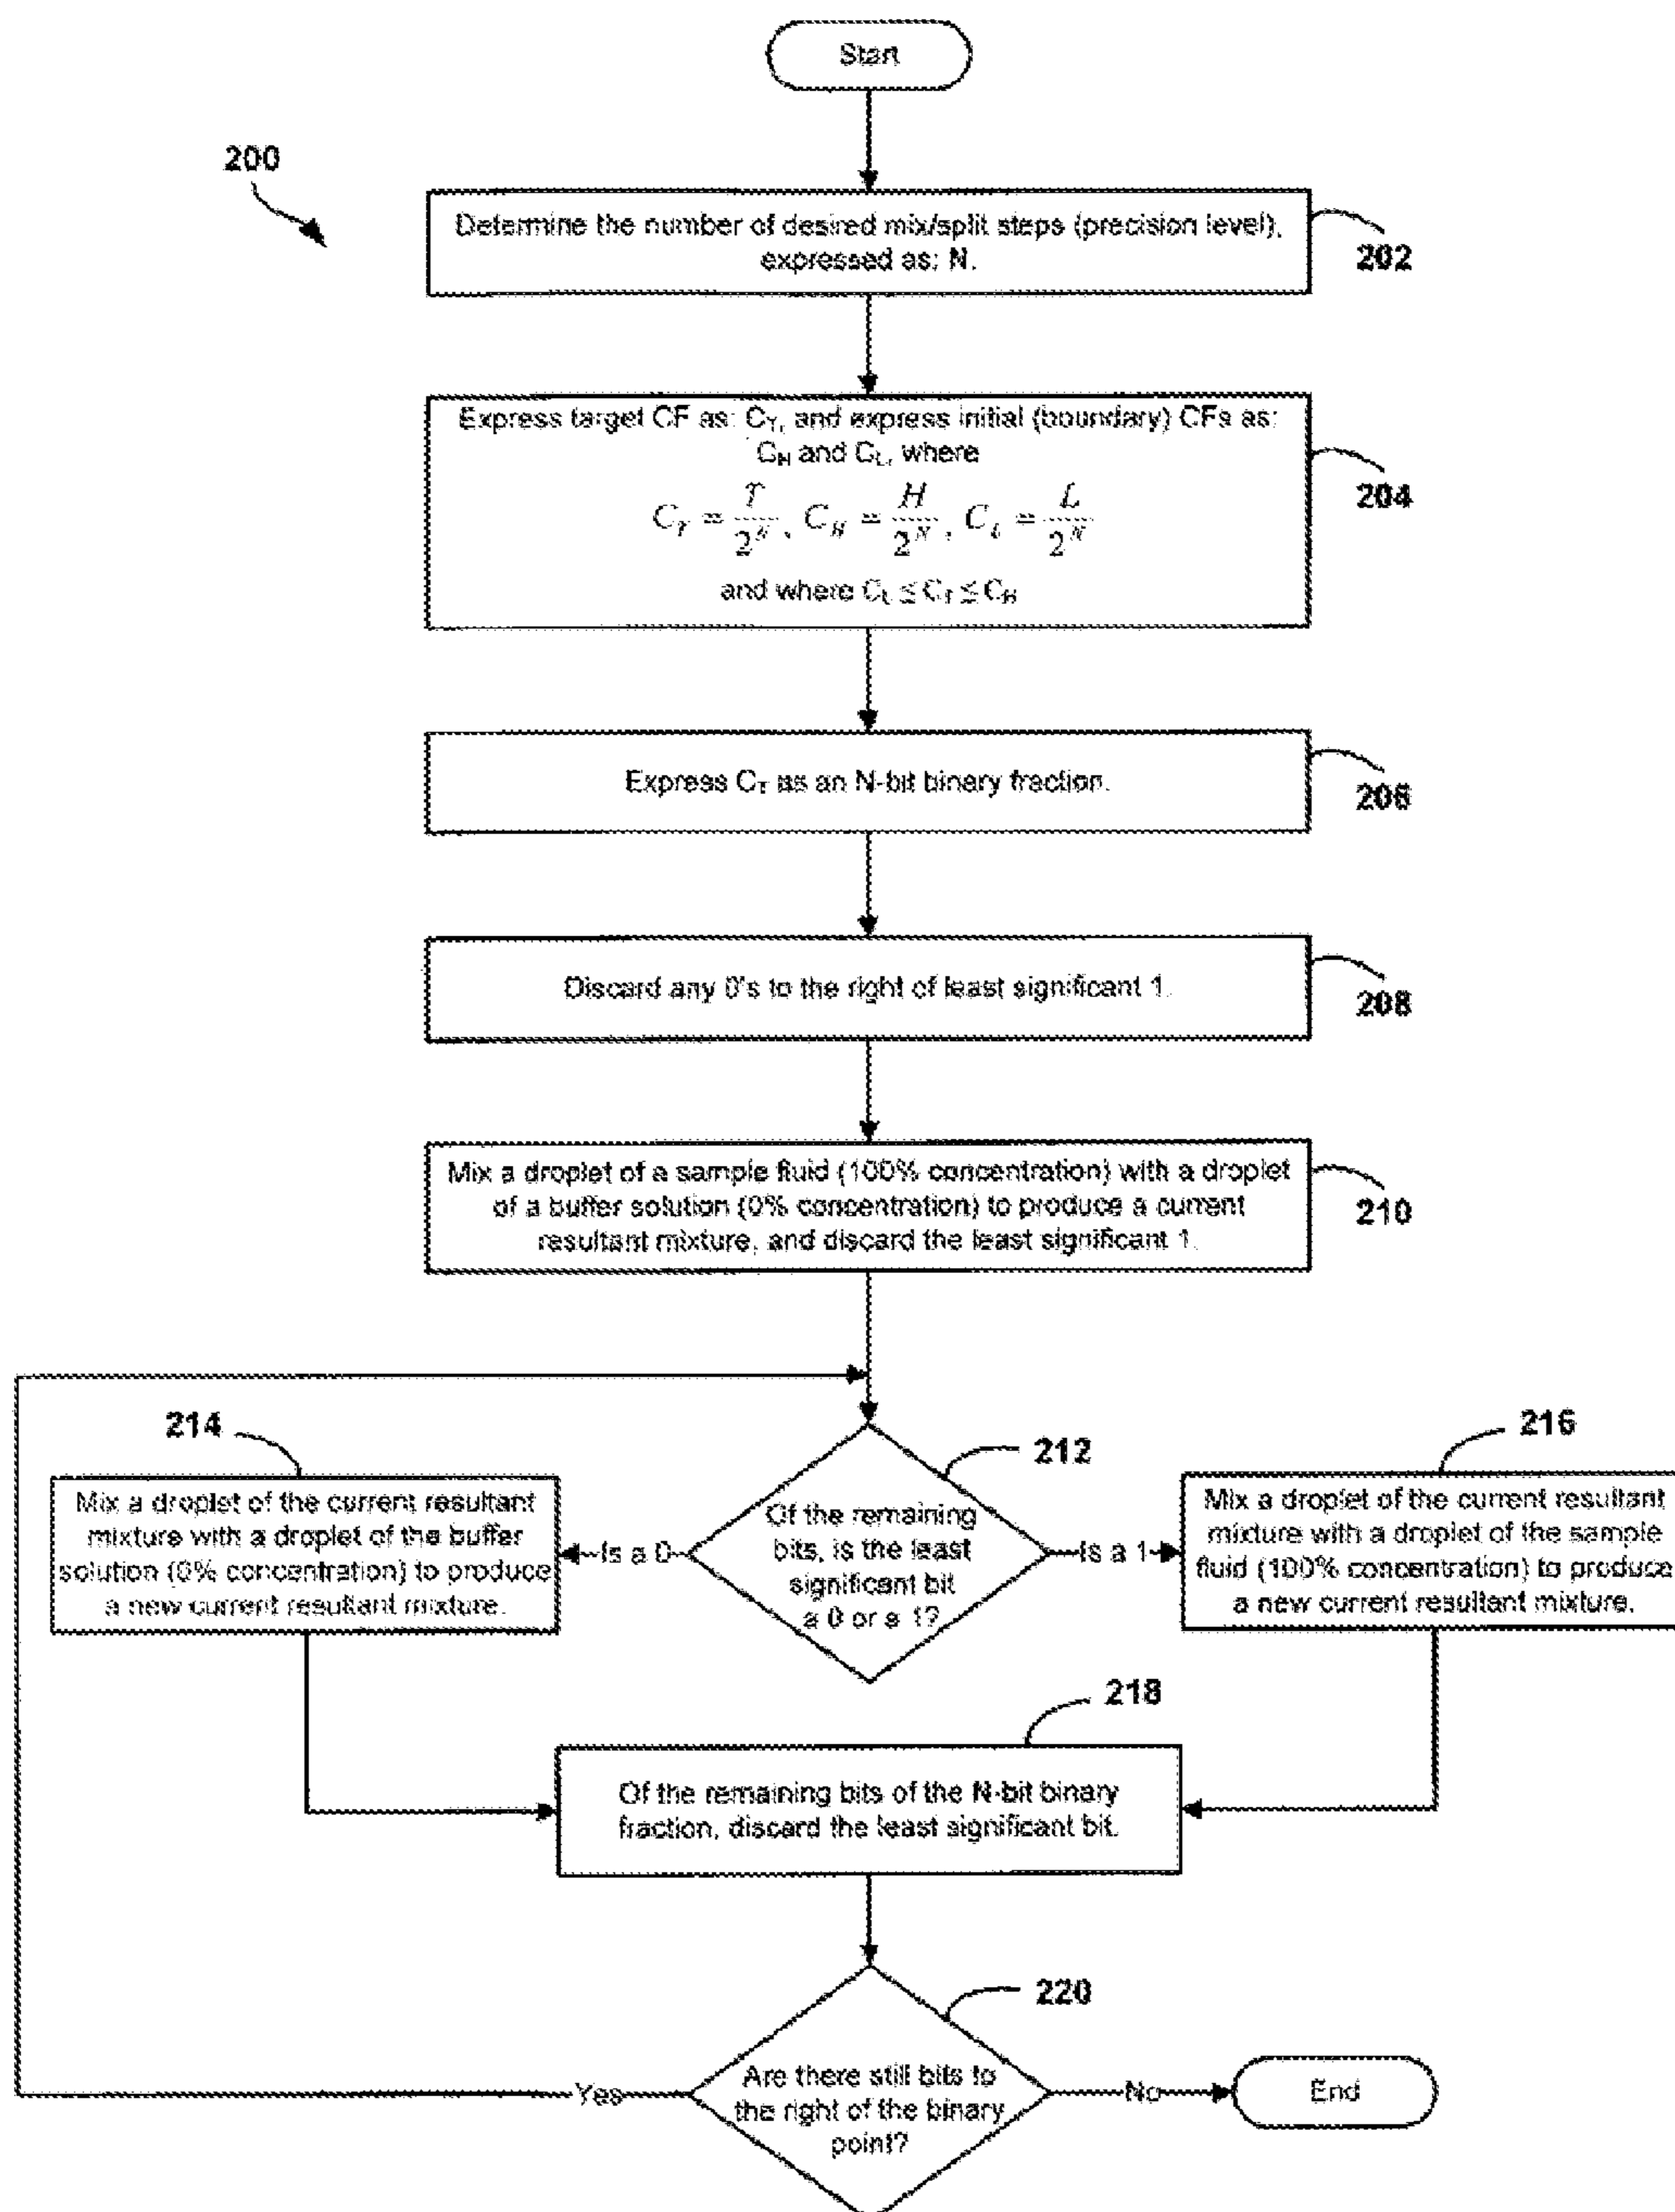 Start
200
Determine the number of desired mix/split steps (precision level),
expressed as: N.
202
Express target CF as: C_T, and express initial (boundary) CFs as:
C_H and C_L, where
C_T = T/2^N, C_H = H/2^N, C_L = L/2^N
and where C_L ≤ C_T ≤ C_H
204
Express C_T as an N-bit binary fraction.
206
Discard any 0's to the right of least significant 1.
208
Mix a droplet of a sample fluid (100% concentration) with a droplet
of a buffer solution (0% concentration) to produce a current
resultant mixture, and discard the least significant 1.
210
214
Mix a droplet of the current resultant
mixture with a droplet of the buffer
solution (0% concentration) to produce
a new current resultant mixture.
Is a 0
212
Of the remaining
bits, is the least
significant bit
a 0 or a 1?
Is a 1
216
Mix a droplet of the current resultant
mixture with a droplet of the sample
fluid (100% concentration) to produce
a new current resultant mixture.
218
Of the remaining bits of the N-bit binary
fraction, discard the least significant bit.
220
Yes
Are there still bits to
the right of the binary
point?
No
End